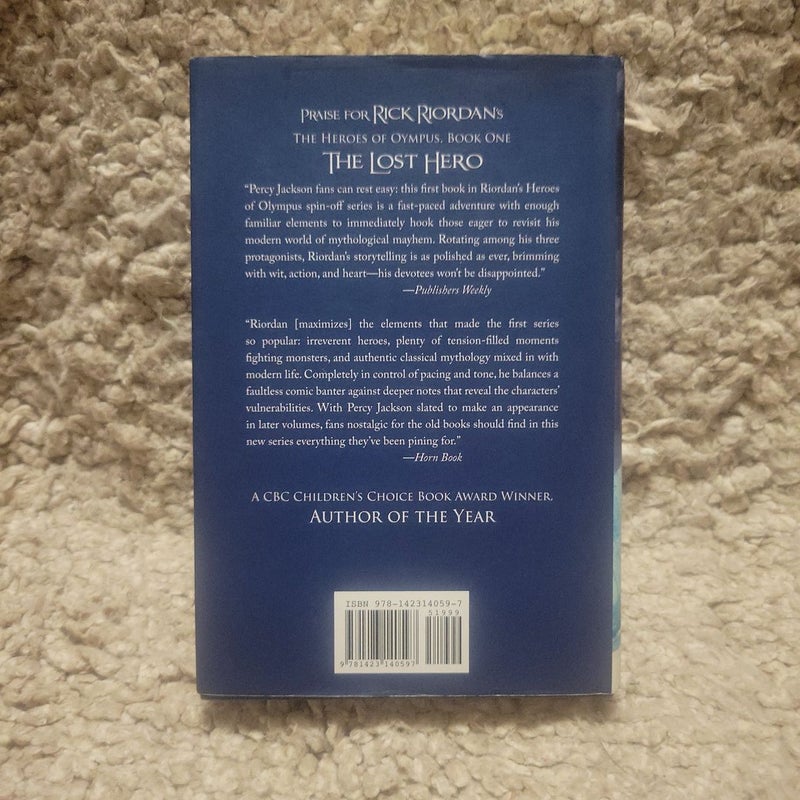 PRAISE FOR RICK RIORDAN'S
THE HEROES OF OYMPUS, BOOK ONE
THE LOST HERO
“Percy Jackson fans can rest easy: this first book in Riordan's Heroes
of Olympus spin-off series is a fast-paced adventure with enough
familiar elements to immediately hook those eager to revisit his
modern world of mythological mayhem. Rotating among his three
protagonists, Riordan's storytelling is as polished as ever, brimming
with wit, action, and heart—his devotees won't be disappointed.”
—Publishers Weekly
“Riordan [maximizes] the elements that made the first series
so popular: irreverent heroes, plenty of tension-filled moments
fighting monsters, and authentic classical mythology mixed in with
modern life. Completely in control of pacing and tone, he balances a
faultless comic banter against deeper notes that reveal the characters'
vulnerabilities. With Percy Jackson slated to make an appearance
in later volumes, fans nostalgic for the old books should find in this
new series everything they've been pining for.”
—Horn Book
A CBC CHILDREN'S CHOICE BOOK AWARD WINNER,
AUTHOR OF THE YEAR
ISBN 978-142314059-7
51999
9 781423 140597